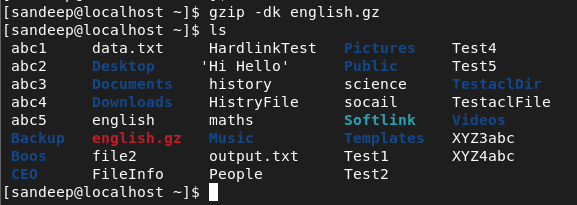 [sandeep@localhost ~]$ gzip -dk english.gz
[sandeep@localhost ~]$ ls
abc1 data.txt HardlinkTest Pictures Test4
abc2 Desktop 'Hi Hello' Public Test5
abc3 Documents history science TestaclDir
abc4 Downloads HistryFile socail TestaclFile
abc5 english maths Softlink Videos
Backup english.gz Music Templates XYZ3abc
Boos file2 output.txt Test1 XYZ4abc
CEO FileInfo People Test2
[sandeep@localhost ~]$